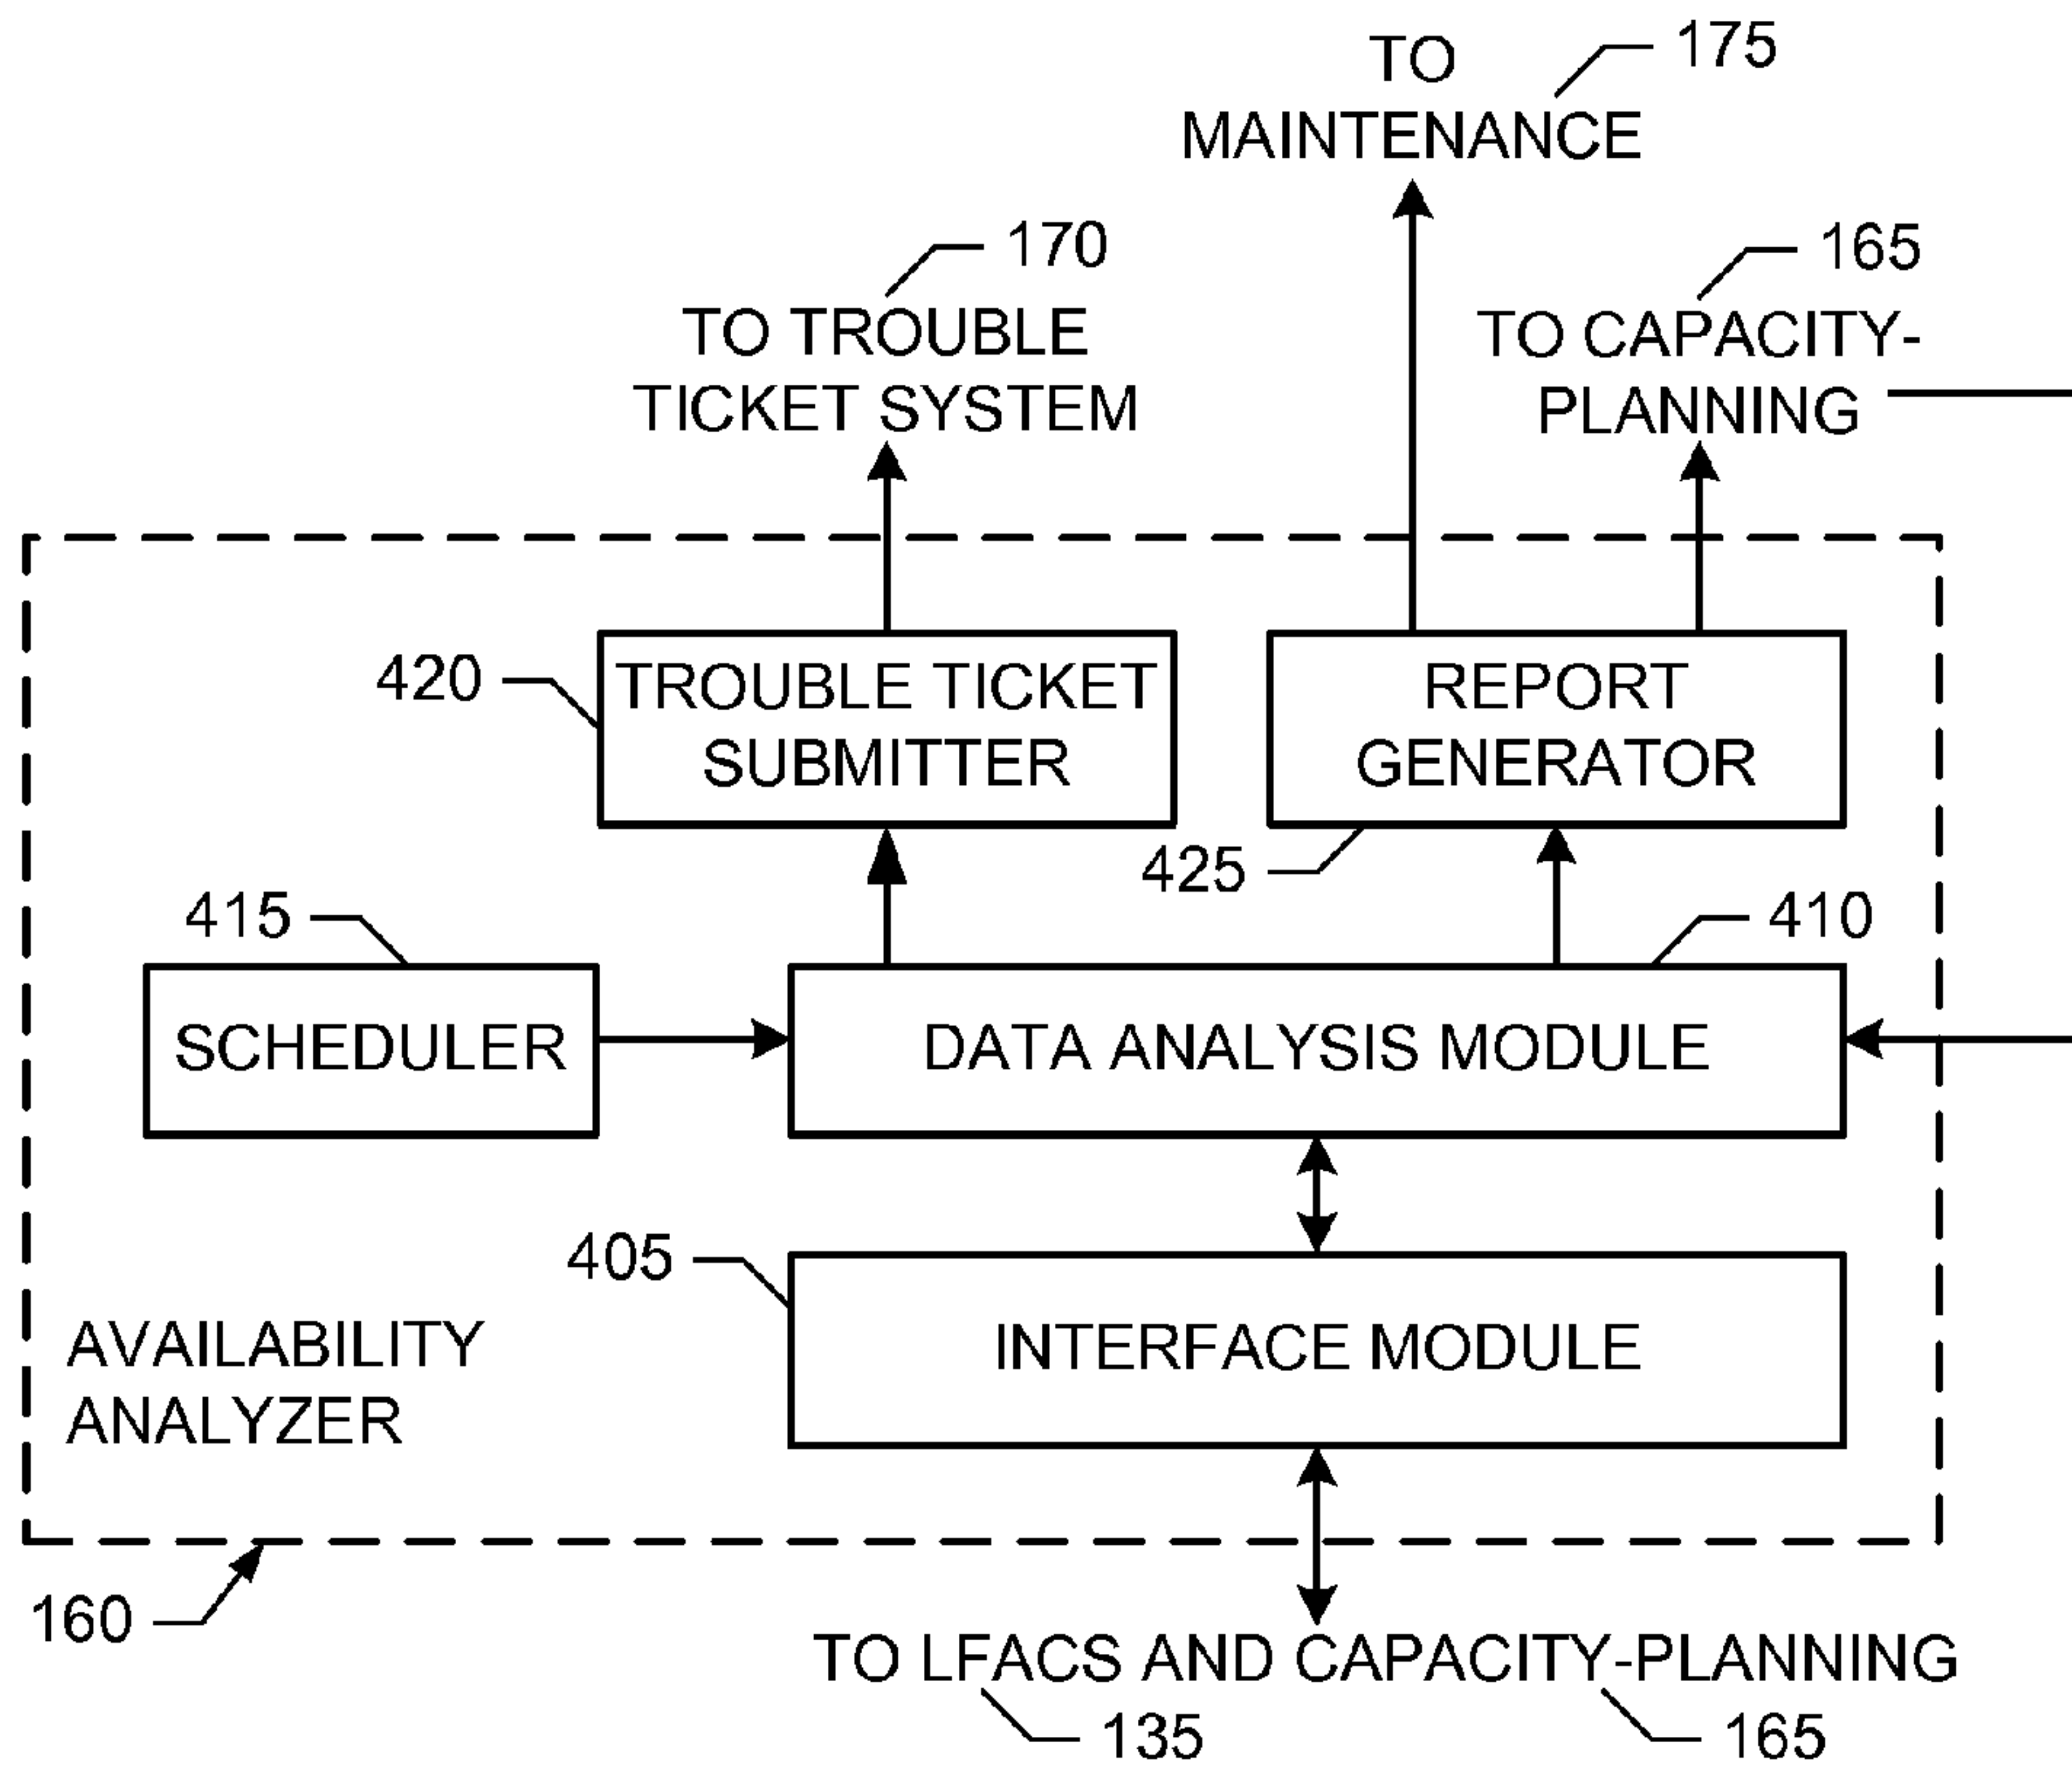 TO
MAINTENANCE
175
170
TO TROUBLE
TICKET SYSTEM
165
TO CAPACITY-
PLANNING
420
TROUBLE TICKET
SUBMITTER
REPORT
GENERATOR
425
415
410
SCHEDULER
DATA ANALYSIS MODULE
405
INTERFACE MODULE
AVAILABILITY
ANALYZER
160
TO LFACS AND CAPACITY-PLANNING
135
165